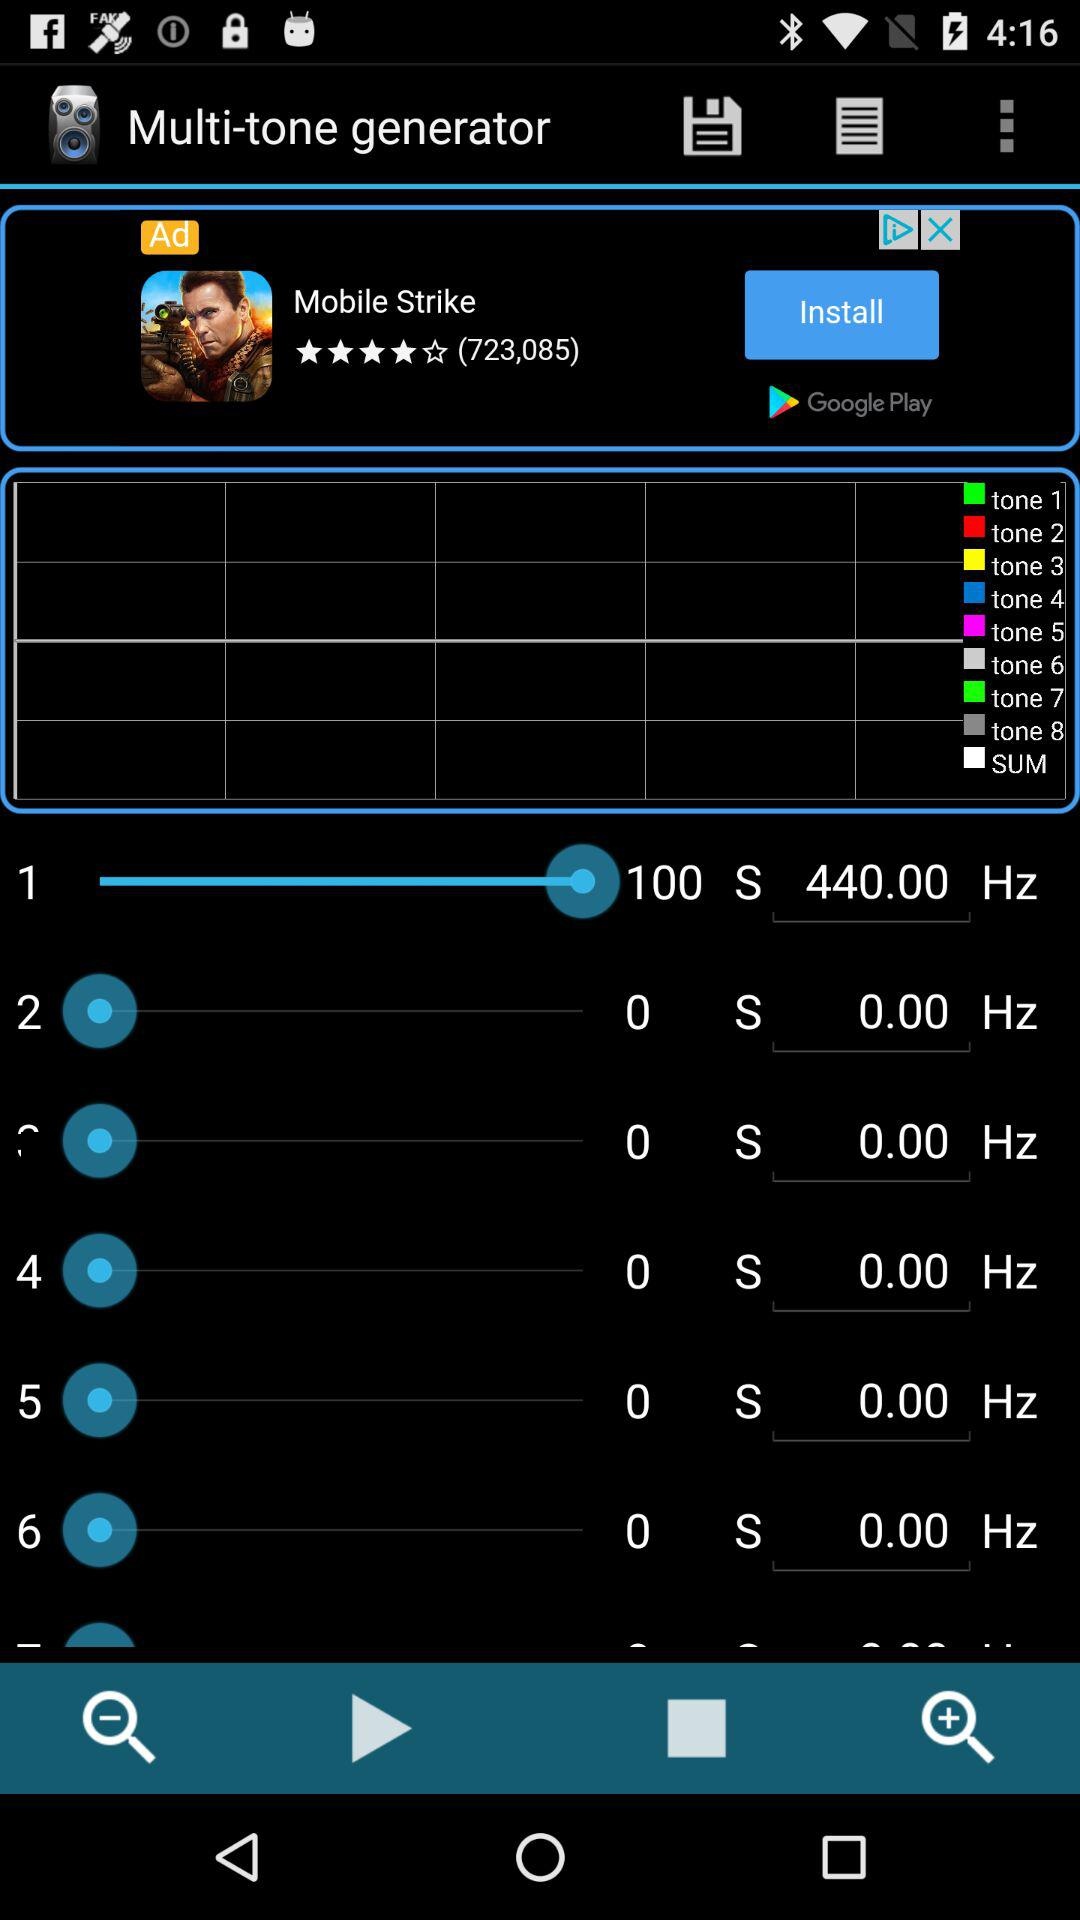 FAKE
4:16
Multi-tone generator
Ad
Mobile Strike
(723,085)
Install
Google Play
tone 1
tone 2
tone 3
tone 4
tone 5
tone 6
tone 7
tone 8
SUM
1 100 S 440.00 Hz
2 0 S 0.00 Hz
0 S 0.00 Hz
4 0 S 0.00 Hz
5 0 S 0.00 Hz
6 0 S 0.00 Hz